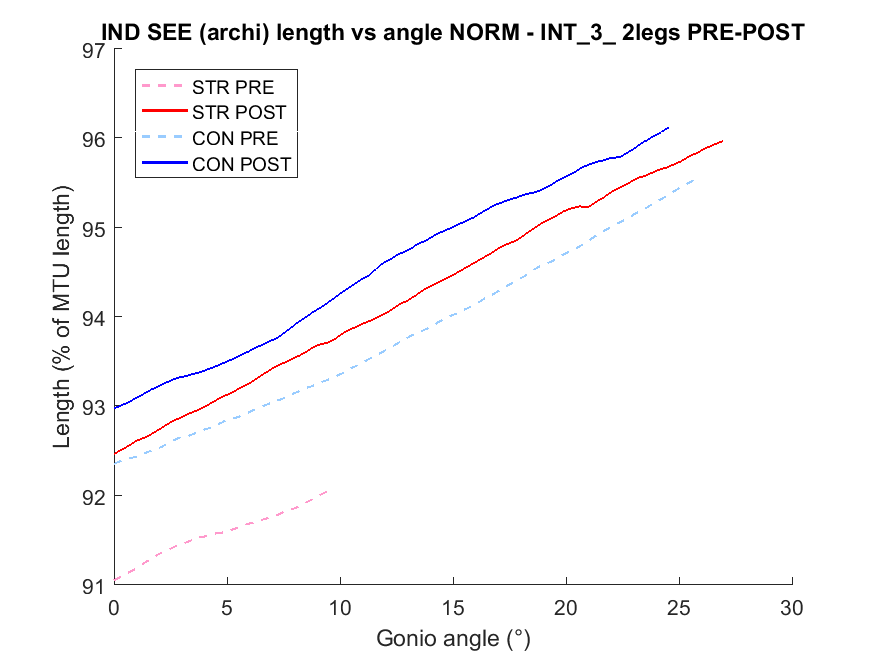 IND SEE (archi) length vs angle NORM - INT_3_ 2legs PRE-POST
97
96
95
94
93
92
91
Length (% of MTU length)
STR PRE
STR POST
CON PRE
CON POST
0 5 10 15 20 25 30
Gonio angle (°)